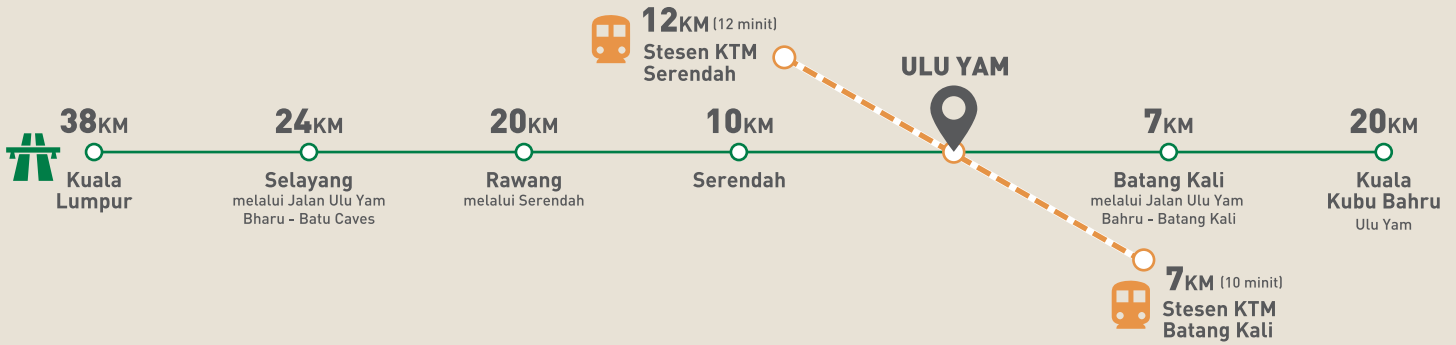 12KM (12 minit)
Stesen KTM
Serendah
ULU YAM
38KM
Kuala
Lumpur
24KM
Selayang
melalui Jalan Ulu Yam
Bharu - Batu Caves
20KM
Rawang
melalui Serendah
10KM
Serendah
7KM
Batang Kali
melalui Jalan Ulu Yam
Bahru - Batang Kali
20KM
Kuala
Kubu Bahru
Ulu Yam
7KM (10 minit)
Stesen KTM
Batang Kali